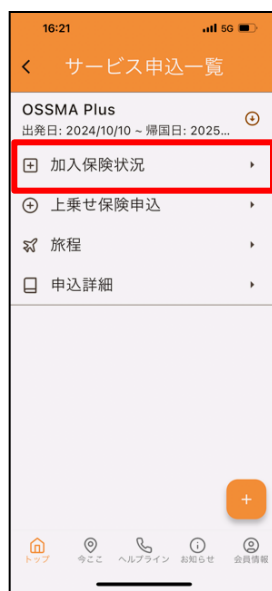 16:21
5G
サービス申込一覧
OSSMA Plus
出発日: 2024/10/10 ~ 帰国日: 2025...
加入保険状況
上乗せ保険申込
旅程
申込詳細
トップ
今ここ
ヘルプライン
お知らせ
会員情報